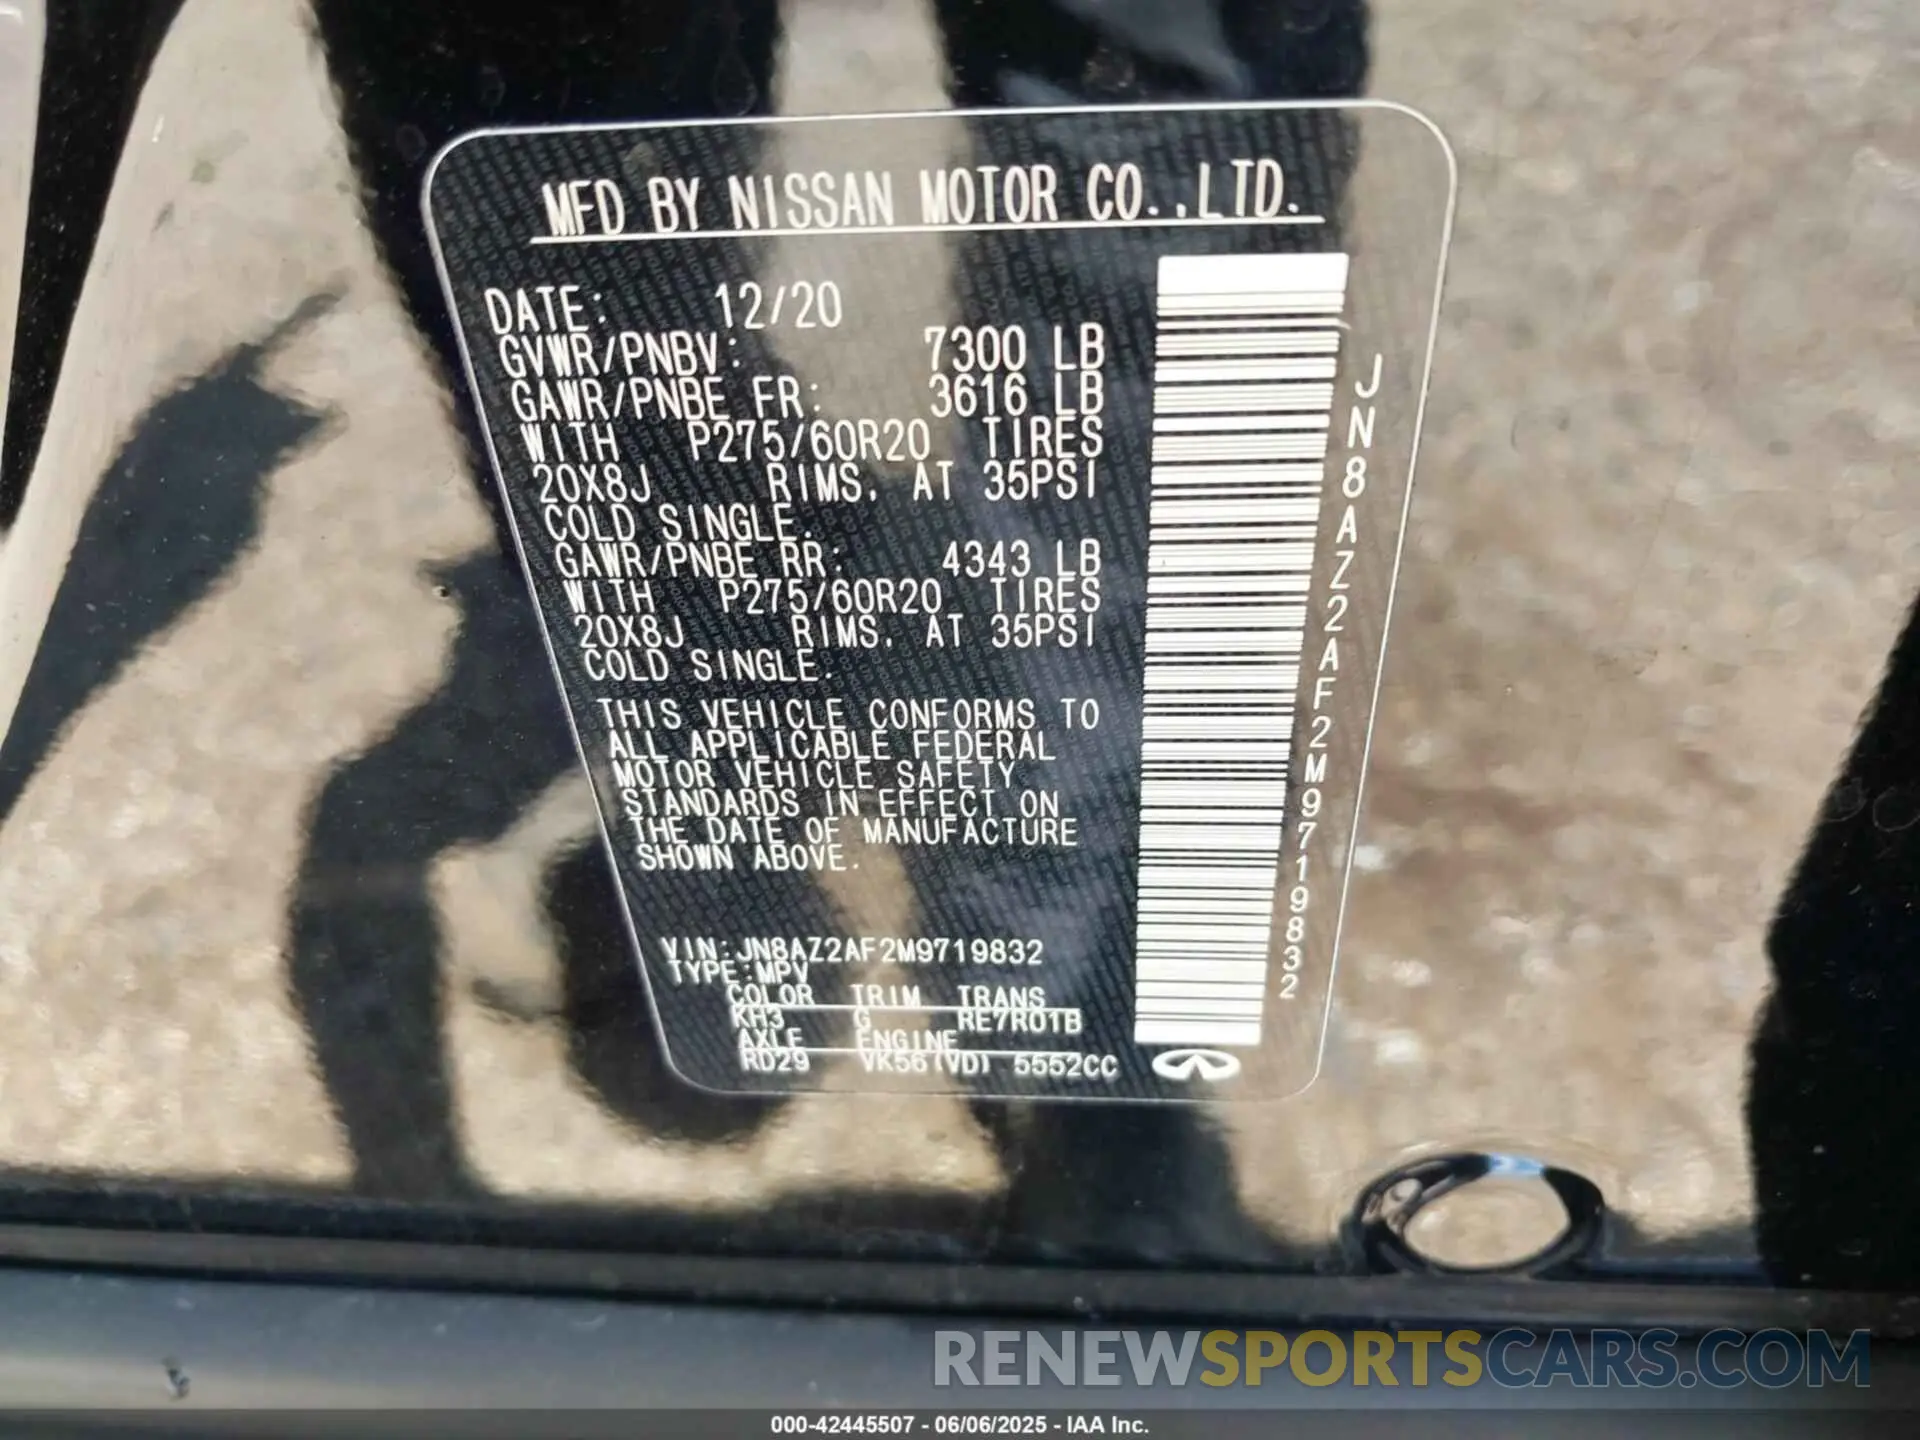 MFD BY NISSAN MOTOR CO.,LTD.
DATE: 12/20
GVWR/PNBV: 7300 LB
GAWR/PNBE FR: 3616 LB
WITH P275/60R20 TIRES
20X8J RIMS, AT 35PSI
COLD SINGLE.
GAWR/PNBE RR: 4343 LB
WITH P275/60R20 TIRES
20X8J RIMS, AT 35PSI
COLD SINGLE.
THIS VEHICLE CONFORMS TO
ALL APPLICABLE FEDERAL
MOTOR VEHICLE SAFETY
STANDARDS IN EFFECT ON
THE DATE OF MANUFACTURE
SHOWN ABOVE.
VIN:JN8AZ2AF2M9719832
TYPE:MPV
COLOR TRIM TRANS
KH3 G RE7R01B
AXLE ENGINE
RD29 VK56(VD) 5552CC
JN8AZ2AF2M9719832
RENEWSPORTSCARS.COM
000-42445507 - 06/06/2025 - IAA Inc.